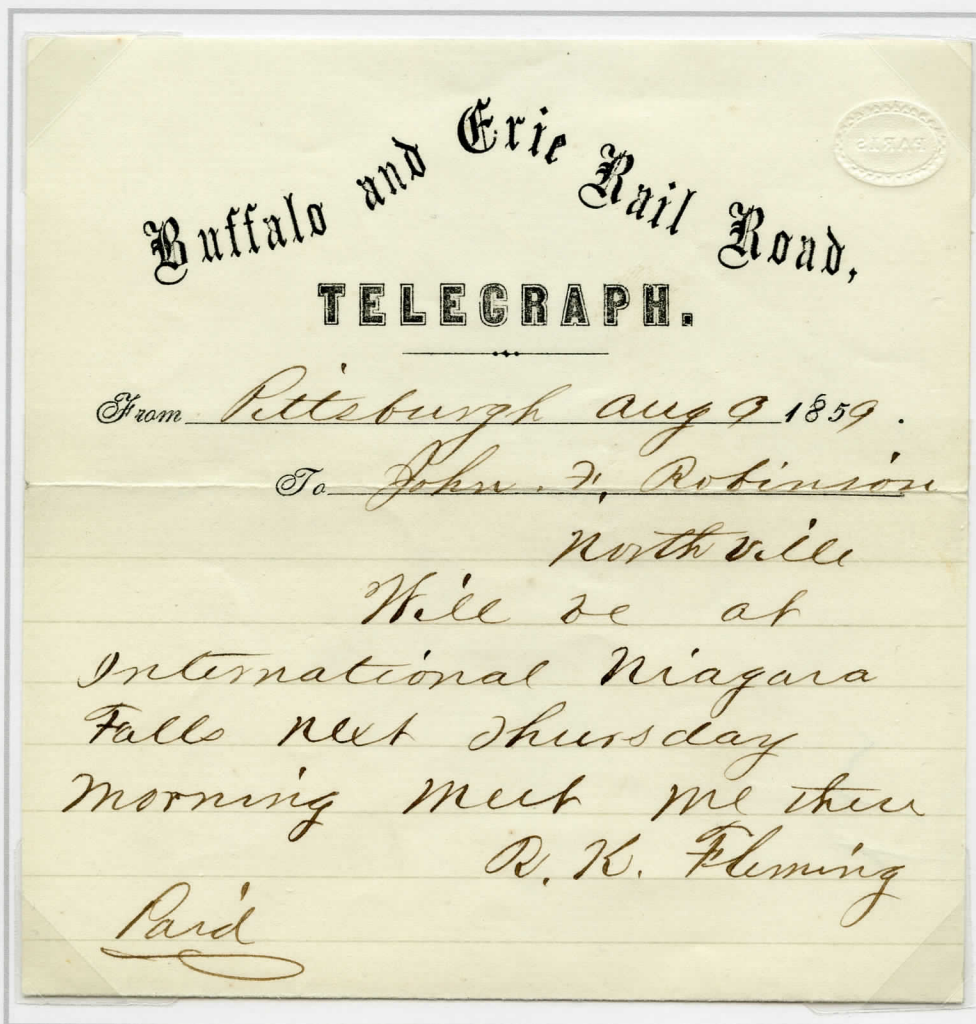 PARIS
Buffalo and Erie Rail Road,
TELEGRAPH.
From Pittsburgh Aug 9 1859.
To John F. Robinson
Northville
Will be at
International Niagara
Falls next Thursday
Morning Meet me there
R. K. Fleming
Paid